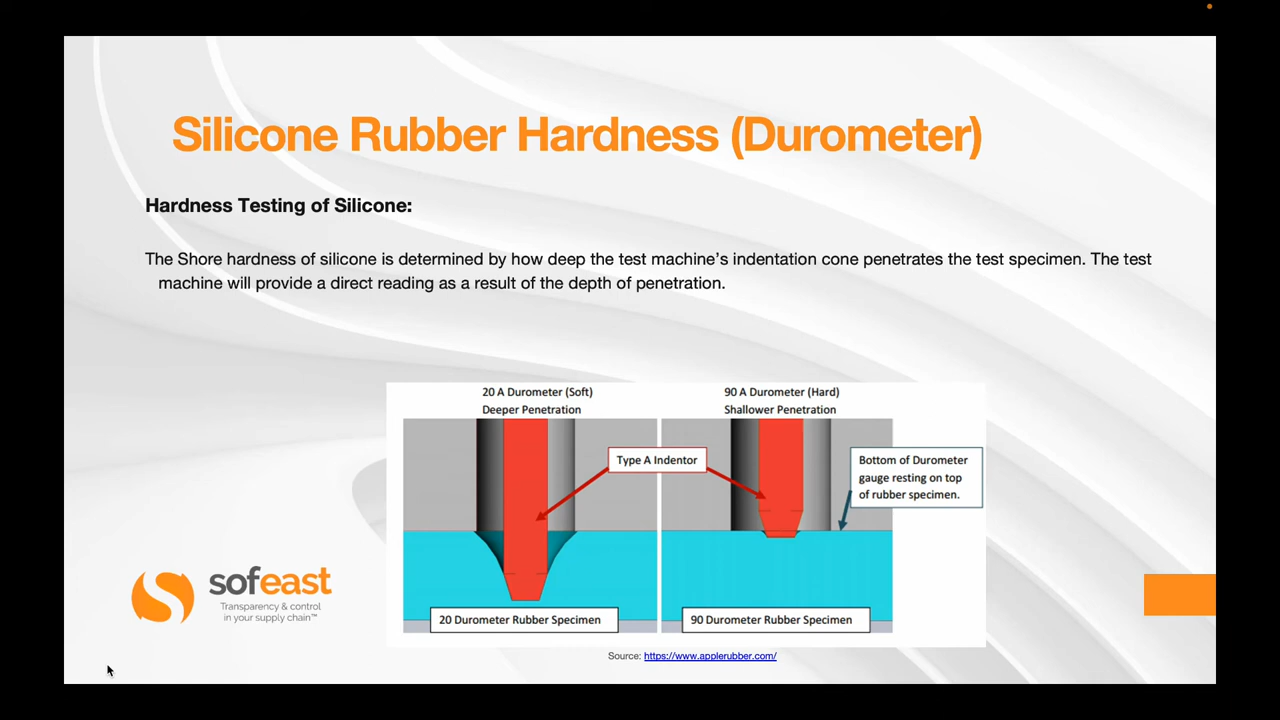 Silicone Rubber Hardness (Durometer)
Hardness Testing of Silicone:
The Shore hardness of silicone is determined by how deep the test machine's indentation cone penetrates the test specimen. The test
machine will provide a direct reading as a result of the depth of penetration.
20 A Durometer (Soft)
Deeper Penetration
90 A Durometer (Hard)
Shallower Penetration
Type A Indentor
Bottom of Durometer
gauge resting on top
of rubber specimen.
20 Durometer Rubber Specimen
90 Durometer Rubber Specimen
sofeast
Transparency & control
in your supply chain™
Source: https://www.applerubber.com/